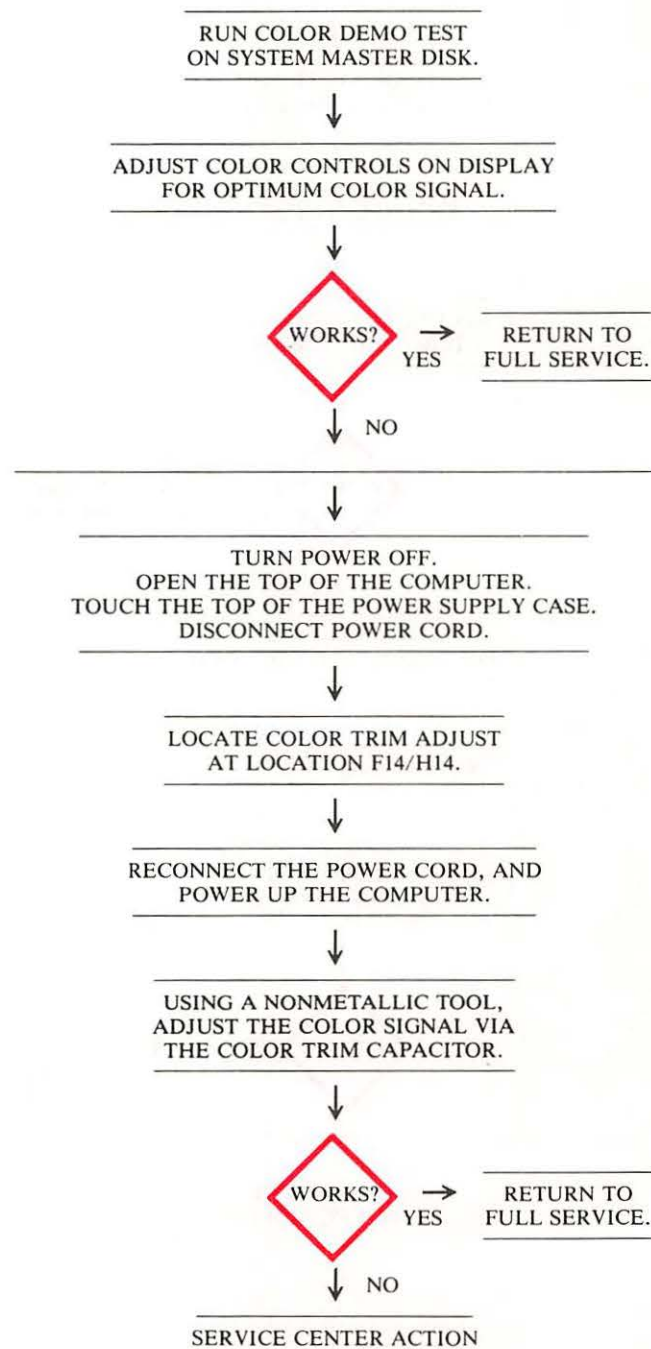 RUN COLOR DEMO TEST
ON SYSTEM MASTER DISK.
ADJUST COLOR CONTROLS ON DISPLAY
FOR OPTIMUM COLOR SIGNAL.
WORKS?
YES
RETURN TO
FULL SERVICE.
NO
TURN POWER OFF.
OPEN THE TOP OF THE COMPUTER.
TOUCH THE TOP OF THE POWER SUPPLY CASE.
DISCONNECT POWER CORD.
LOCATE COLOR TRIM ADJUST
AT LOCATION F14/H14.
RECONNECT THE POWER CORD, AND
POWER UP THE COMPUTER.
USING A NONMETALLIC TOOL,
ADJUST THE COLOR SIGNAL VIA
THE COLOR TRIM CAPACITOR.
WORKS?
YES
RETURN TO
FULL SERVICE.
NO
SERVICE CENTER ACTION